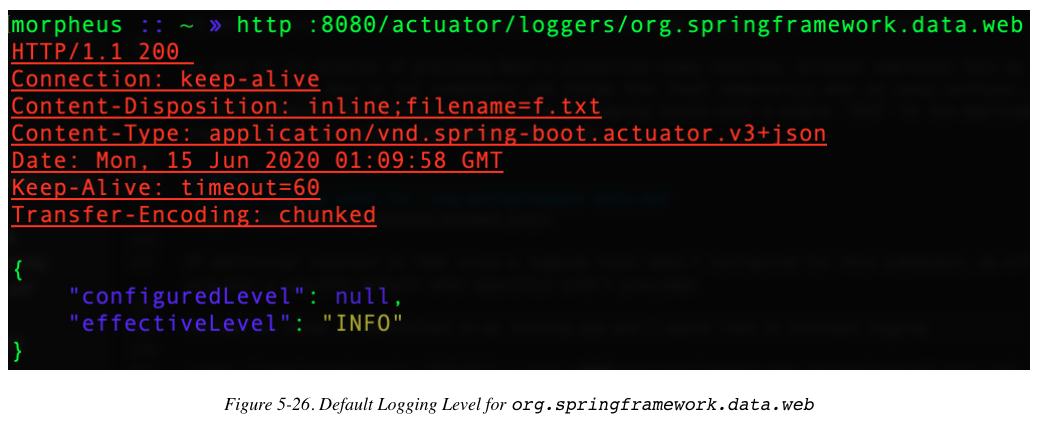 morpheus :: ~ » http :8080/actuator/loggers/org.springframework.data.web
HTTP/1.1 200
Connection: keep-alive
Content-Disposition: inline;filename=f.txt
Content-Type: application/vnd.spring-boot.actuator.v3+json
Date: Mon, 15 Jun 2020 01:09:58 GMT
Keep-Alive: timeout=60
Transfer-Encoding: chunked
{
    "configuredLevel": null,
    "effectiveLevel": "INFO"
}
Figure 5-26. Default Logging Level for org.springframework.data.web